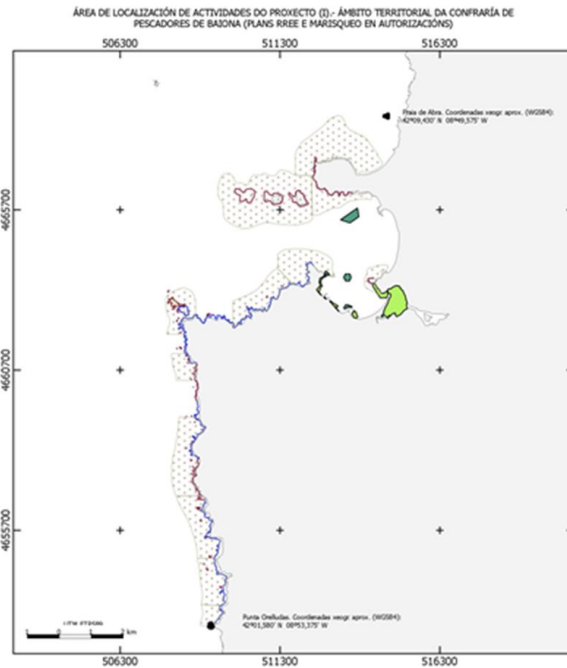 ÁREA DE LOCALIZACIÓN DE ACTIVIDADES DO PROXECTO (I).- ÁMBITO TERRITORIAL DA CONFRARÍA DE
PESCADORES DE BAIONA (PLANS RREE E MARISQUEO EN AUTORIZACIÓNS)
506300 511300 516300
Praia de Abra. Coordenadas xeogr aprox. (WGS84):
42º09,430' N 08º49,575' W
4665700
4660700
4655700
Punta Orelludas. Coordenadas xeogr aprox. (WGS84):
42º01,580' N 08º53,375' W
km
506300 511300 516300